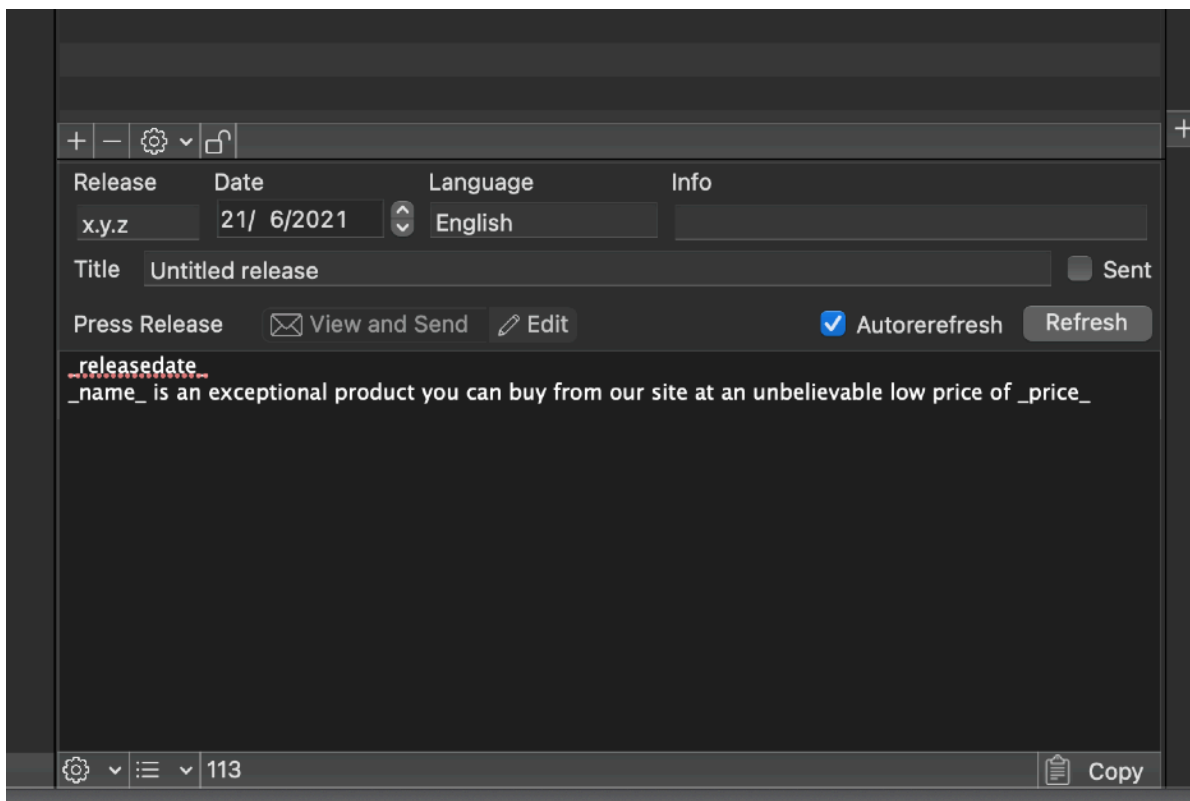 Release Date Language Info
x.y.z 21/ 6/2021 English
Title Untitled release Sent
Press Release View and Send Edit Autorerefresh Refresh
_releasedate_
_name_ is an exceptional product you can buy from our site at an unbelievable low price of _price_
113 Copy